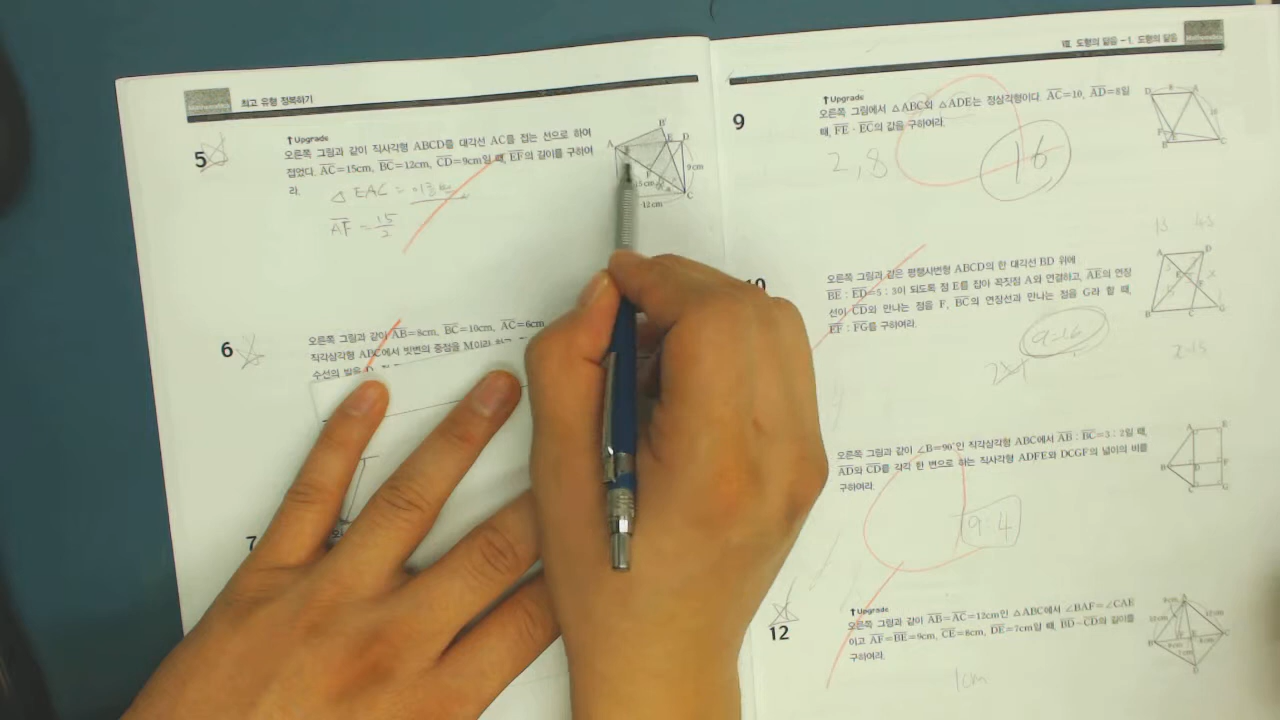 최고 유형 정복하기
5
↑Upgrade
오른쪽 그림과 같이 직사각형 ABCD를 대각선 AC를 접는 선으로 하여
접었다. AC=15cm, BC=12cm, CD=9cm일 때, EF의 길이를 구하여
라.
△ EAC =
AF = 15/2
A
B'
E
D
9cm
F
15cm
C
12cm
6
오른쪽 그림과 같이 AB=8cm, BC=10cm, AC=6cm
직각삼각형 ABC에서 빗변의 중점을 M이라
수선의 발을
7
Ⅶ. 도형의 닮음-1. 도형의 닮음
Mathematics
9
↑Upgrade
오른쪽 그림에서 △ABC와 △ADE는 정삼각형이다. AC=10, AD=8일
때, FE·EC의 값을 구하여라.
2,8
16
오른쪽 그림과 같은 평행사변형 ABCD의 한 대각선 BD 위에
BE : ED=5 : 3이 되도록 점 E를 잡아 꼭짓점 A와 연결하고, AE의 연장
선이 CD와 만나는 점을 F, BC의 연장선과 만나는 점을 G라 할 때,
EF : FG를 구하여라.
9:16
오른쪽 그림과 같이 ∠B=90°인 직각삼각형 ABC에서 AB : BC=3 : 2일 때,
AD와 CD를 각각 한 변으로 하는 직사각형 ADFE와 DCGF의 넓이의 비를
구하여라.
9:4
12
↑Upgrade
오른쪽 그림과 같이 AB=AC=12cm인 △ABC에서 ∠BAF=∠CAE
이고 AF=BE=9cm, CE=8cm, DE=7cm일 때, BD-CD의 길이를
구하여라.
1cm